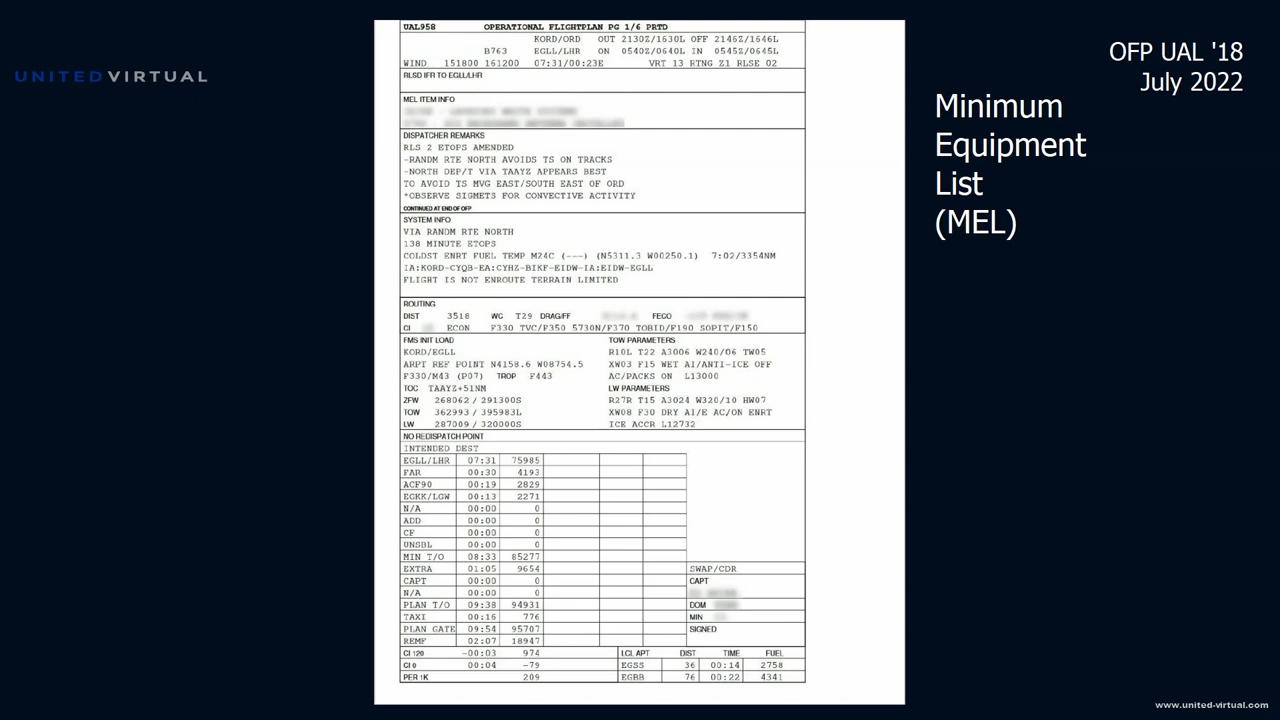 UNITED VIRTUAL
OFP UAL '18
July 2022
Minimum
Equipment
List
(MEL)
UAL958 OPERATIONAL FLIGHTPLAN PG 1/6 PRTD
KORD/ORD OUT 2130Z/1630L OFF 2146Z/1646L
B763 EGLL/LHR ON 0540Z/0640L IN 0545Z/0645L
WIND 151800 161200 07:31/00:23E VRT 13 RTNG Z1 RLSE 02
RLSD IFR TO EGLL/LHR
MEL ITEM INFO
DISPATCHER REMARKS
RLS 2 ETOPS AMENDED
-RANDM RTE NORTH AVOIDS TS ON TRACKS
-NORTH DEP/T VIA TAAYZ APPEARS BEST
TO AVOID TS MVG EAST/SOUTH EAST OF ORD
*OBSERVE SIGMETS FOR CONVECTIVE ACTIVITY
CONTINUED AT END OF OFP
SYSTEM INFO
VIA RANDM RTE NORTH
138 MINUTE ETOPS
COLDST ENRT FUEL TEMP M24C (---) (N5311.3 W00250.1) 7:02/3354NM
IA:KORD-CYQB-EA:CYHZ-BIKF-EIDW-IA:EIDW-EGLL
FLIGHT IS NOT ENROUTE TERRAIN LIMITED
ROUTING
DIST 3518 WC T29 DRAG/FF FECO
CI ECON F330 TVC/F350 5730N/F370 TOBID/F190 SOPIT/F150
FMS INIT LOAD TOW PARAMETERS
KORD/EGLL R10L T22 A3006 W240/06 TW05
ARPT REF POINT N4158.6 W08754.5 XW03 F15 WET AI/ANTI-ICE OFF
F330/M43 (P07) TROP F443 AC/PACKS ON L13000
TOC TAAYZ+51NM LW PARAMETERS
ZFW 268062/291300S R27R T15 A3024 W320/10 HW07
TOW 362993/395983L XW08 F30 DRY AI/E AC/ON ENRT
LW 287009/320000S ICE ACCR L12732
NO REDISPATCH POINT
INTENDED DEST
EGLL/LHR 07:31 75985
FAR 00:30 4193
ACF90 00:19 2829
EGKK/LGW 00:13 2271
N/A 00:00 0
ADD 00:00 0
CF 00:00 0
UNSBL 00:00 0
MIN T/O 08:33 85277
EXTRA 01:05 9654 SWAP/CDR
CAPT 00:00 0 CAPT
N/A 00:00 0
PLAN T/O 09:38 94931 DOM
TAXI 00:16 776 MIN
PLAN GATE 09:54 95707 SIGNED
REMF 02:07 18947
CI 120 -00:03 974 LCL APT DIST TIME FUEL
CI 0 00:04 -79 EGSS 36 00:14 2758
PER 1K 209 EGBB 76 00:22 4341
www.united-virtual.com